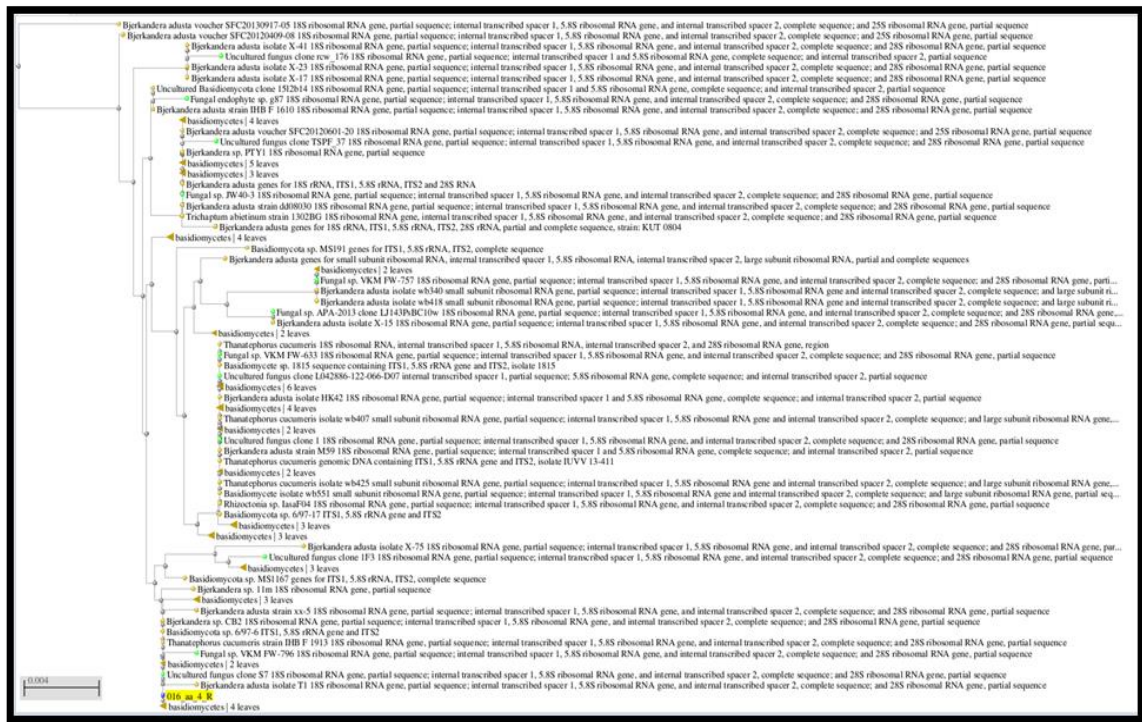 Bjerkandera adusta voucher SFC20130917-05 18S ribosomal RNA gene, partial sequence; internal transcribed spacer 1, 5.8S ribosomal RNA gene, and internal transcribed spacer 2, complete sequence; and 25S ribosomal RNA gene, partial sequence
Bjerkandera adusta voucher SFC20120409-08 18S ribosomal RNA gene, partial sequence; internal transcribed spacer 1, 5.8S ribosomal RNA gene, and internal transcribed spacer 2, complete sequence; and 25S ribosomal RNA gene, partial sequence
Bjerkandera adusta isolate X-41 18S ribosomal RNA gene, partial sequence; internal transcribed spacer 1, 5.8S ribosomal RNA gene, and internal transcribed spacer 2, complete sequence; and 28S ribosomal RNA gene, partial sequence
Uncultured fungus clone rcw_176 18S ribosomal RNA gene, partial sequence; internal transcribed spacer 1 and 5.8S ribosomal RNA gene, complete sequence; and internal transcribed spacer 2, partial sequence
Bjerkandera adusta isolate X-23 18S ribosomal RNA gene, partial sequence; internal transcribed spacer 1, 5.8S ribosomal RNA gene, and internal transcribed spacer 2, complete sequence; and 28S ribosomal RNA gene, partial sequence
Bjerkandera adusta isolate X-17 18S ribosomal RNA gene, partial sequence; internal transcribed spacer 1, 5.8S ribosomal RNA gene, and internal transcribed spacer 2, complete sequence; and 28S ribosomal RNA gene, partial sequence
Uncultured Basidiomycota clone 15I2b14 18S ribosomal RNA gene, partial sequence; internal transcribed spacer 1 and 5.8S ribosomal RNA gene, complete sequence; and internal transcribed spacer 2, partial sequence
Fungal endophyte sp. g87 18S ribosomal RNA gene, partial sequence; internal transcribed spacer 1, 5.8S ribosomal RNA gene, and internal transcribed spacer 2, complete sequence; and 28S ribosomal RNA gene, partial sequence
Bjerkandera adusta strain IHB F 1610 18S ribosomal RNA gene, partial sequence; internal transcribed spacer 1, 5.8S ribosomal RNA gene, and internal transcribed spacer 2, complete sequence; and 28S ribosomal RNA gene, partial sequence
basidiomycetes | 4 leaves
Bjerkandera adusta voucher SFC20120601-20 18S ribosomal RNA gene, partial sequence; internal transcribed spacer 1, 5.8S ribosomal RNA gene, and internal transcribed spacer 2, complete sequence; and 25S ribosomal RNA gene, partial sequence
Uncultured fungus clone TSPF_37 18S ribosomal RNA gene, partial sequence; internal transcribed spacer 1, 5.8S ribosomal RNA gene, and internal transcribed spacer 2, complete sequence; and 28S ribosomal RNA gene, partial sequence
Bjerkandera sp. PTY1 18S ribosomal RNA gene, partial sequence
basidiomycetes | 5 leaves
basidiomycetes | 3 leaves
Bjerkandera adusta genes for 18S rRNA, ITS1, 5.8S rRNA, ITS2 and 28S RNA
Fungal sp. JW40-3 18S ribosomal RNA gene, partial sequence; internal transcribed spacer 1, 5.8S ribosomal RNA gene, and internal transcribed spacer 2, complete sequence; and 28S ribosomal RNA gene, partial sequence
Bjerkandera adusta strain dd08030 18S ribosomal RNA gene, partial sequence; internal transcribed spacer 1, 5.8S ribosomal RNA gene, and internal transcribed spacer 2, complete sequence; and 28S ribosomal RNA gene, partial sequence
Trichaptum abietinum strain 1302BG 18S ribosomal RNA gene, internal transcribed spacer 1, 5.8S ribosomal RNA gene, and internal transcribed spacer 2, complete sequence; and 28S ribosomal RNA gene, partial sequence
Bjerkandera adusta genes for 18S rRNA, ITS1, 5.8S rRNA, ITS2, 28S rRNA, partial and complete sequence, strain: KUT 0804
basidiomycetes | 4 leaves
Basidiomycota sp. MS191 genes for ITS1, 5.8S rRNA, ITS2, complete sequence
Bjerkandera adusta genes for small subunit ribosomal RNA, internal transcribed spacer 1, 5.8S ribosomal RNA, internal transcribed spacer 2, large subunit ribosomal RNA, partial and complete sequences
basidiomycetes | 2 leaves
Fungal sp. VKM FW-757 18S ribosomal RNA gene, partial sequence; internal transcribed spacer 1, 5.8S ribosomal RNA gene, and internal transcribed spacer 2, complete sequence; and 28S ribosomal RNA gene, parti...
Bjerkandera adusta isolate wb340 small subunit ribosomal RNA gene, partial sequence; internal transcribed spacer 1, 5.8S ribosomal RNA gene and internal transcribed spacer 2, complete sequence; and large subunit ri...
Bjerkandera adusta isolate wb418 small subunit ribosomal RNA gene, partial sequence; internal transcribed spacer 1, 5.8S ribosomal RNA gene and internal transcribed spacer 2, complete sequence; and large subunit ri...
Fungal sp. APA-2013 clone LJ143PsBC10w 18S ribosomal RNA gene, partial sequence; internal transcribed spacer 1, 5.8S ribosomal RNA gene, and internal transcribed spacer 2, complete sequence; and 28S ribosomal RNA gene,...
Bjerkandera adusta isolate X-15 18S ribosomal RNA gene, partial sequence; internal transcribed spacer 1, 5.8S ribosomal RNA gene, and internal transcribed spacer 2, complete sequence; and 28S ribosomal RNA gene, partial sequ...
basidiomycetes | 2 leaves
Thanatephorus cucumeris 18S ribosomal RNA, internal transcribed spacer 1, 5.8S ribosomal RNA, internal transcribed spacer 2, and 28S ribosomal RNA gene, region
Fungal sp. VKM FW-633 18S ribosomal RNA gene, partial sequence; internal transcribed spacer 1, 5.8S ribosomal RNA gene, and internal transcribed spacer 2, complete sequence; and 28S ribosomal RNA gene, partial sequence
Basidiomycete sp. 1815 sequence containing ITS1, 5.8S rRNA gene and ITS2, isolate 1815
Uncultured fungus clone L042886-122-066-D07 internal transcribed spacer 1, partial sequence; 5.8S ribosomal RNA gene, complete sequence; and internal transcribed spacer 2, partial sequence
basidiomycetes | 6 leaves
Bjerkandera adusta isolate HK42 18S ribosomal RNA gene, partial sequence; internal transcribed spacer 1 and 5.8S ribosomal RNA gene, complete sequence; and internal transcribed spacer 2, partial sequence
basidiomycetes | 4 leaves
Thanatephorus cucumeris isolate wb407 small subunit ribosomal RNA gene, partial sequence; internal transcribed spacer 1, 5.8S ribosomal RNA gene and internal transcribed spacer 2, complete sequence; and large subunit ribosomal RNA gene,...
basidiomycetes | 2 leaves
Uncultured fungus clone 1 18S ribosomal RNA gene, partial sequence; internal transcribed spacer 1, 5.8S ribosomal RNA gene, and internal transcribed spacer 2, complete sequence; and 28S ribosomal RNA gene, partial sequence
Bjerkandera adusta strain M59 18S ribosomal RNA gene, partial sequence; internal transcribed spacer 1 and 5.8S ribosomal RNA gene, complete sequence; and internal transcribed spacer 2, partial sequence
Thanatephorus cucumeris genomic DNA containing ITS1, 5.8S rRNA gene and ITS2, isolate IUVV 13-411
basidiomycetes | 2 leaves
Thanatephorus cucumeris isolate wb425 small subunit ribosomal RNA gene, partial sequence; internal transcribed spacer 1, 5.8S ribosomal RNA gene and internal transcribed spacer 2, complete sequence; and large subunit ribosomal RNA gene,...
Basidiomycete isolate wb551 small subunit ribosomal RNA gene, partial sequence; internal transcribed spacer 1, 5.8S ribosomal RNA gene and internal transcribed spacer 2, complete sequence; and large subunit ribosomal RNA gene, partial seq...
Rhizoctonia sp. IasaF04 18S ribosomal RNA gene, partial sequence; internal transcribed spacer 1, 5.8S ribosomal RNA gene, and internal transcribed spacer 2, complete sequence; and 28S ribosomal RNA gene, partial sequence
Basidiomycota sp. 6/97-17 ITS1, 5.8S rRNA gene and ITS2
basidiomycetes | 3 leaves
basidiomycetes | 3 leaves
Bjerkandera adusta isolate X-75 18S ribosomal RNA gene, partial sequence; internal transcribed spacer 1, 5.8S ribosomal RNA gene, and internal transcribed spacer 2, complete sequence; and 28S ribosomal RNA gene, par...
Uncultured fungus clone 1F3 18S ribosomal RNA gene, partial sequence; internal transcribed spacer 1, 5.8S ribosomal RNA gene, and internal transcribed spacer 2, complete sequence; and 28S ribosomal RNA gene, partial sequence
basidiomycetes | 3 leaves
Basidiomycota sp. MS1167 genes for ITS1, 5.8S rRNA, ITS2, complete sequence
Bjerkandera sp. 11m 18S ribosomal RNA gene, partial sequence
basidiomycetes | 3 leaves
Bjerkandera adusta strain xx-5 18S ribosomal RNA gene, partial sequence; internal transcribed spacer 1, 5.8S ribosomal RNA gene, and internal transcribed spacer 2, complete sequence; and 28S ribosomal RNA gene, partial sequence
Bjerkandera sp. CB2 18S ribosomal RNA gene, partial sequence; internal transcribed spacer 1, 5.8S ribosomal RNA gene, and internal transcribed spacer 2, complete sequence; and 28S ribosomal RNA gene, partial sequence
Basidiomycota sp. 6/97-6 ITS1, 5.8S rRNA gene and ITS2
Thanatephorus cucumeris strain IHB F 1913 18S ribosomal RNA gene, partial sequence; internal transcribed spacer 1, 5.8S ribosomal RNA gene, and internal transcribed spacer 2, complete sequence; and 28S ribosomal RNA gene, partial sequence
Fungal sp. VKM FW-796 18S ribosomal RNA gene, partial sequence; internal transcribed spacer 1, 5.8S ribosomal RNA gene, and internal transcribed spacer 2, complete sequence; and 28S ribosomal RNA gene, partial sequence
basidiomycetes | 2 leaves
Uncultured fungus clone S7 18S ribosomal RNA gene, partial sequence; internal transcribed spacer 1, 5.8S ribosomal RNA gene, and internal transcribed spacer 2, complete sequence; and 28S ribosomal RNA gene, partial sequence
0.004
Bjerkandera adusta isolate T1 18S ribosomal RNA gene, partial sequence; internal transcribed spacer 1, 5.8S ribosomal RNA gene, and internal transcribed spacer 2, complete sequence; and 28S ribosomal RNA gene, partial sequence
016_aa_4_R
basidiomycetes | 4 leaves